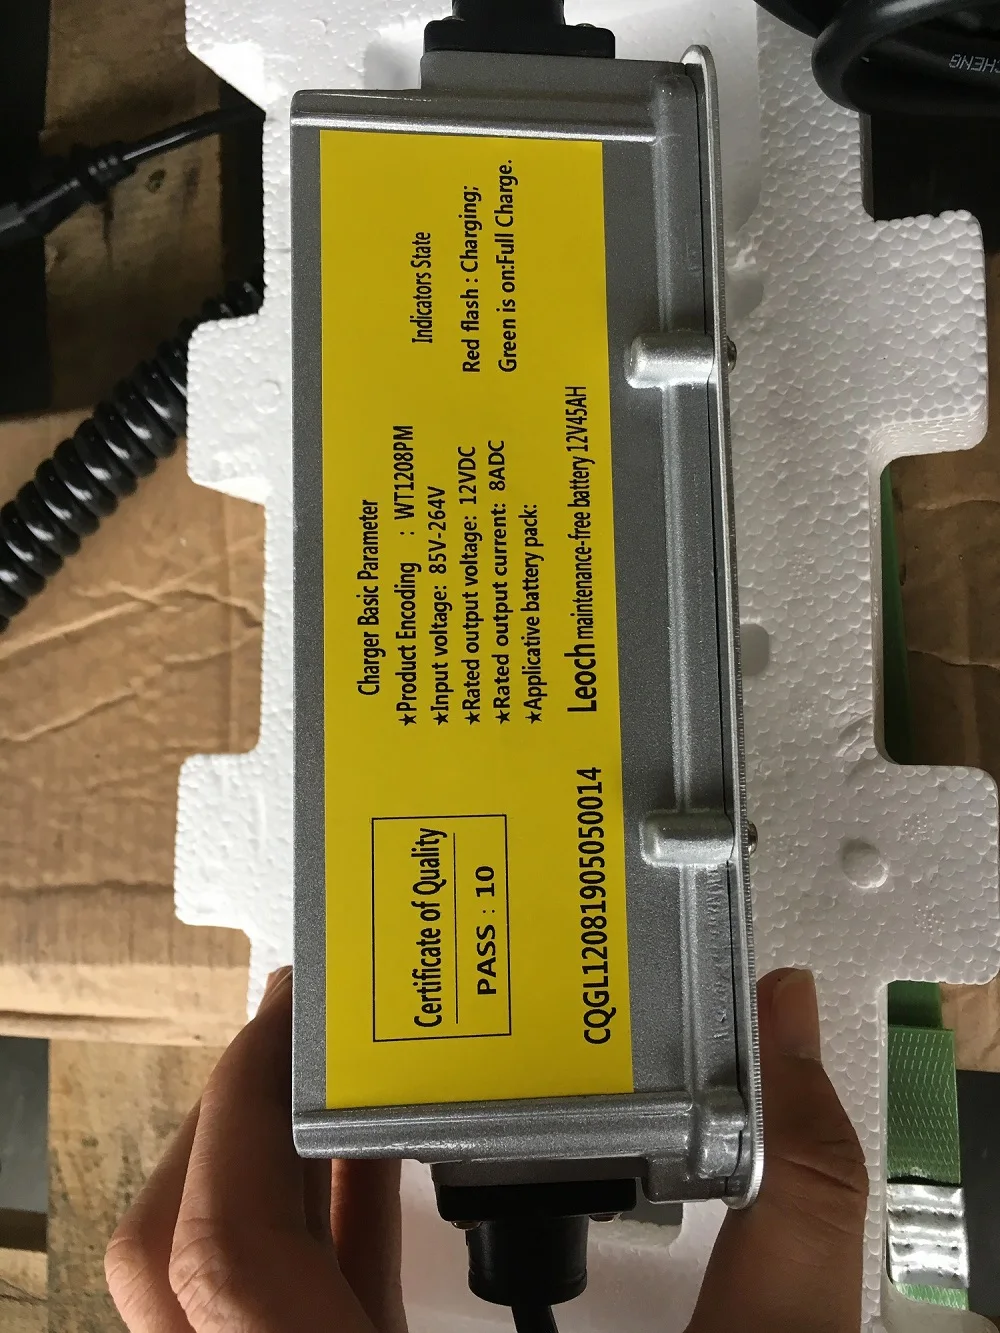 Certificate of Quality
PASS : 10
CQGL12081905050014
Charger Basic Parameter
★Product Encoding : WT1208PM
★Input voltage: 85V-264V
★Rated output voltage: 12VDC
★Rated output current: 8ADC
★Applicative battery pack:
Leoch maintenance-free battery 12V45AH
Indicators State
Red flash : Charging;
Green is on:Full Charge.
CHENG